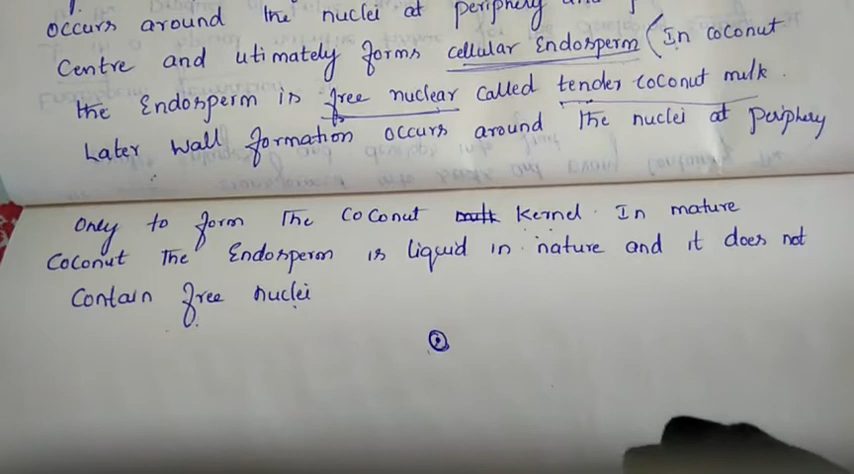 occurs around the nuclei at periphery
Centre and utimately forms cellular Endosperm (In coconut
the Endosperm is free nuclear called tender coconut milk.
Later wall formation occurs around the nuclei at periphey
Only to form the coconut Kernel. In mature
Coconut the Endosperm is liquid in nature and it does not
Contain free nuclei